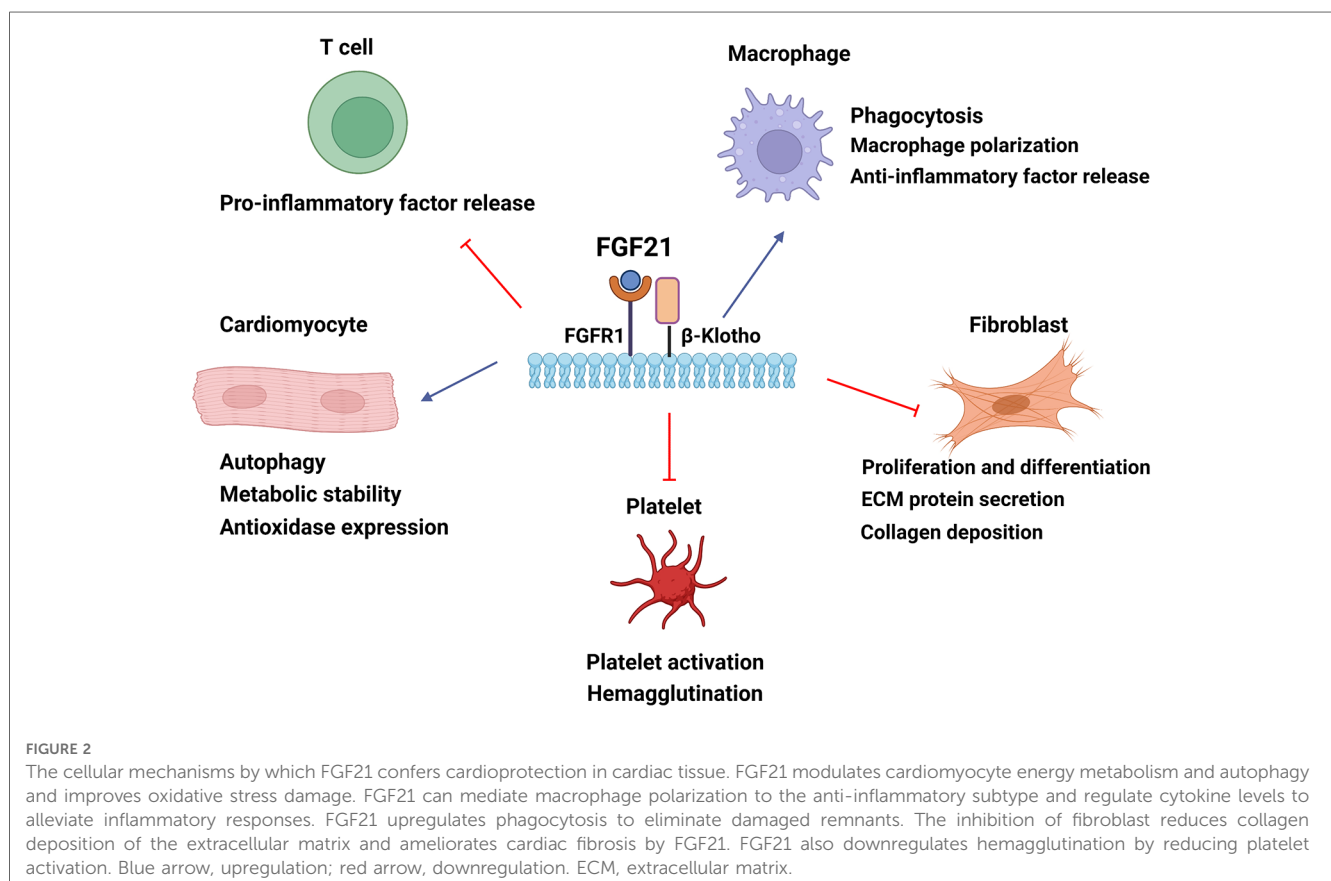 T cell
Pro-inflammatory factor release
Macrophage
Phagocytosis
Macrophage polarization
Anti-inflammatory factor release
FGF21
FGFR1
β-Klotho
Cardiomyocyte
Autophagy
Metabolic stability
Antioxidase expression
Fibroblast
Proliferation and differentiation
ECM protein secretion
Collagen deposition
Platelet
Platelet activation
Hemagglutination
FIGURE 2
The cellular mechanisms by which FGF21 confers cardioprotection in cardiac tissue. FGF21 modulates cardiomyocyte energy metabolism and autophagy
and improves oxidative stress damage. FGF21 can mediate macrophage polarization to the anti-inflammatory subtype and regulate cytokine levels to
alleviate inflammatory responses. FGF21 upregulates phagocytosis to eliminate damaged remnants. The inhibition of fibroblast reduces collagen
deposition of the extracellular matrix and ameliorates cardiac fibrosis by FGF21. FGF21 also downregulates hemagglutination by reducing platelet
activation. Blue arrow, upregulation; red arrow, downregulation. ECM, extracellular matrix.